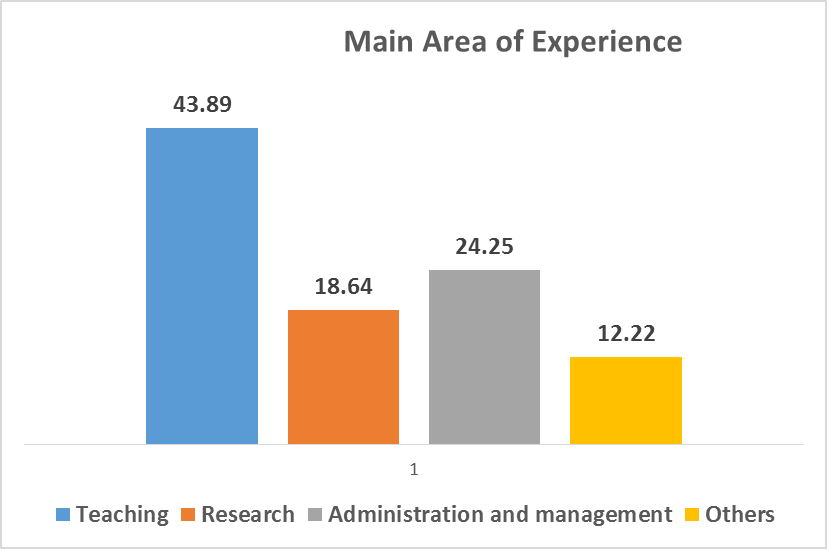 Main Area of Experience
43.89
24.25
18.64
12.22
1
Teaching Research Administration and management Others